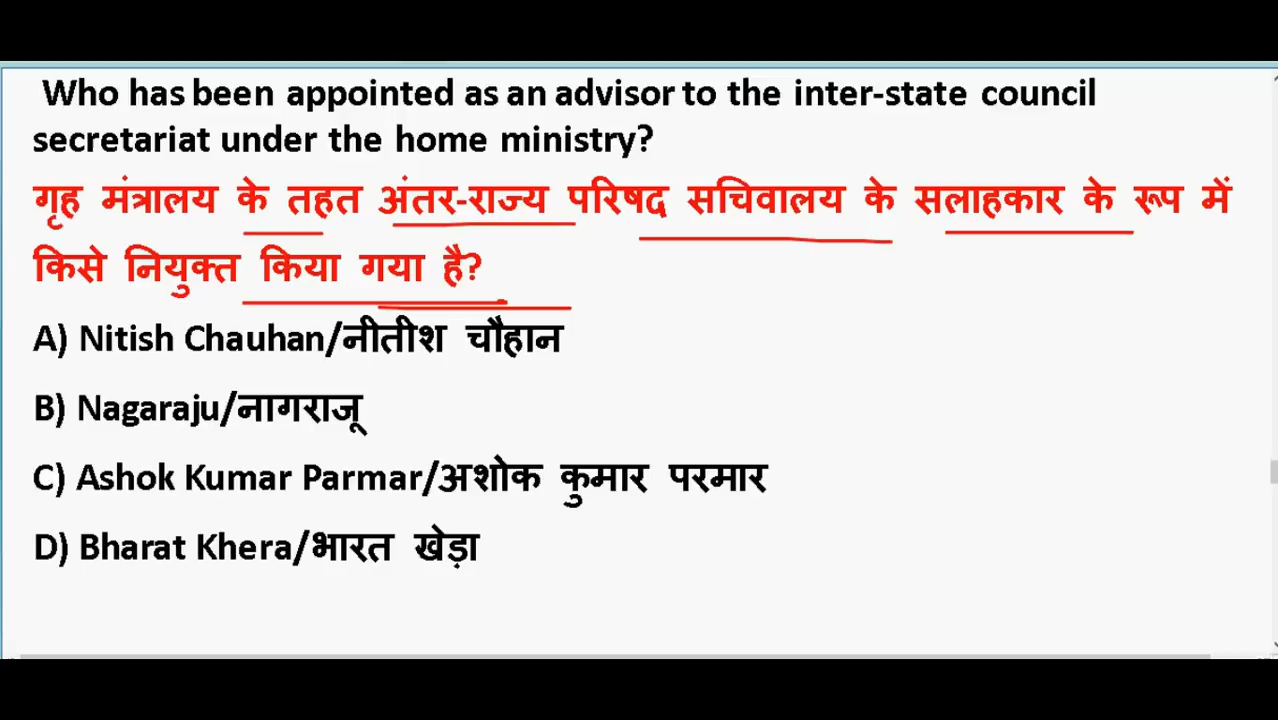 Who has been appointed as an advisor to the inter-state council
secretariat under the home ministry?
गृह मंत्रालय के तहत अंतर-राज्य परिषद सचिवालय के सलाहकार के रूप में
किसे नियुक्त किया गया है?
A) Nitish Chauhan/नीतीश चौहान
B) Nagaraju/नागराजू
C) Ashok Kumar Parmar/अशोक कुमार परमार
D) Bharat Khera/भारत खेड़ा